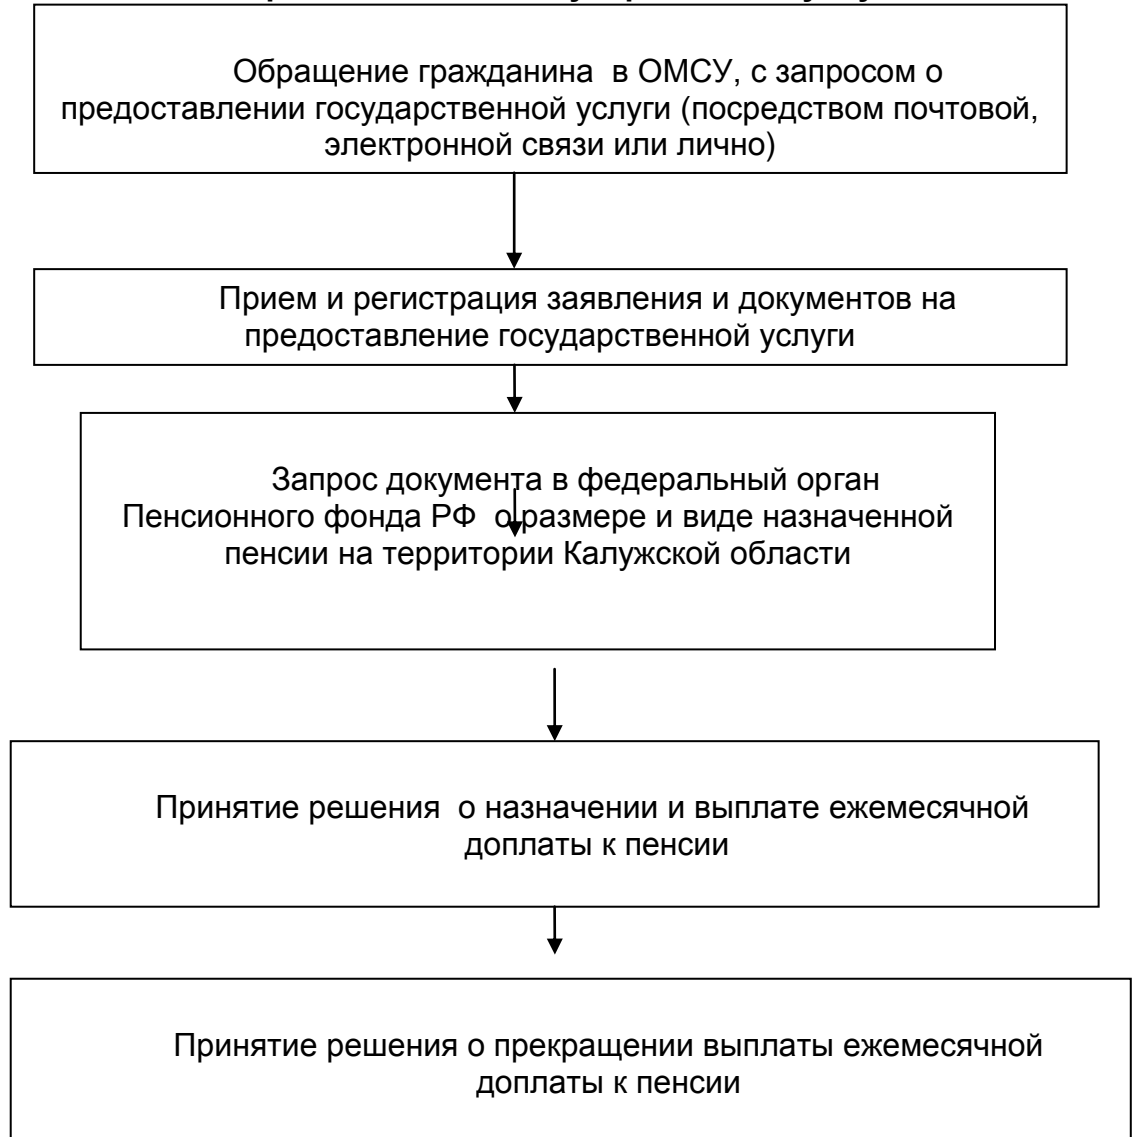 Обращение гражданина в ОМСУ, с запросом о
предоставлении государственной услуги (посредством почтовой,
электронной связи или лично)
Прием и регистрация заявления и документов на
предоставление государственной услуги
Запрос документа в федеральный орган
Пенсионного фонда РФ о размере и виде назначенной
пенсии на территории Калужской области
Принятие решения о назначении и выплате ежемесячной
доплаты к пенсии
Принятие решения о прекращении выплаты ежемесячной
доплаты к пенсии